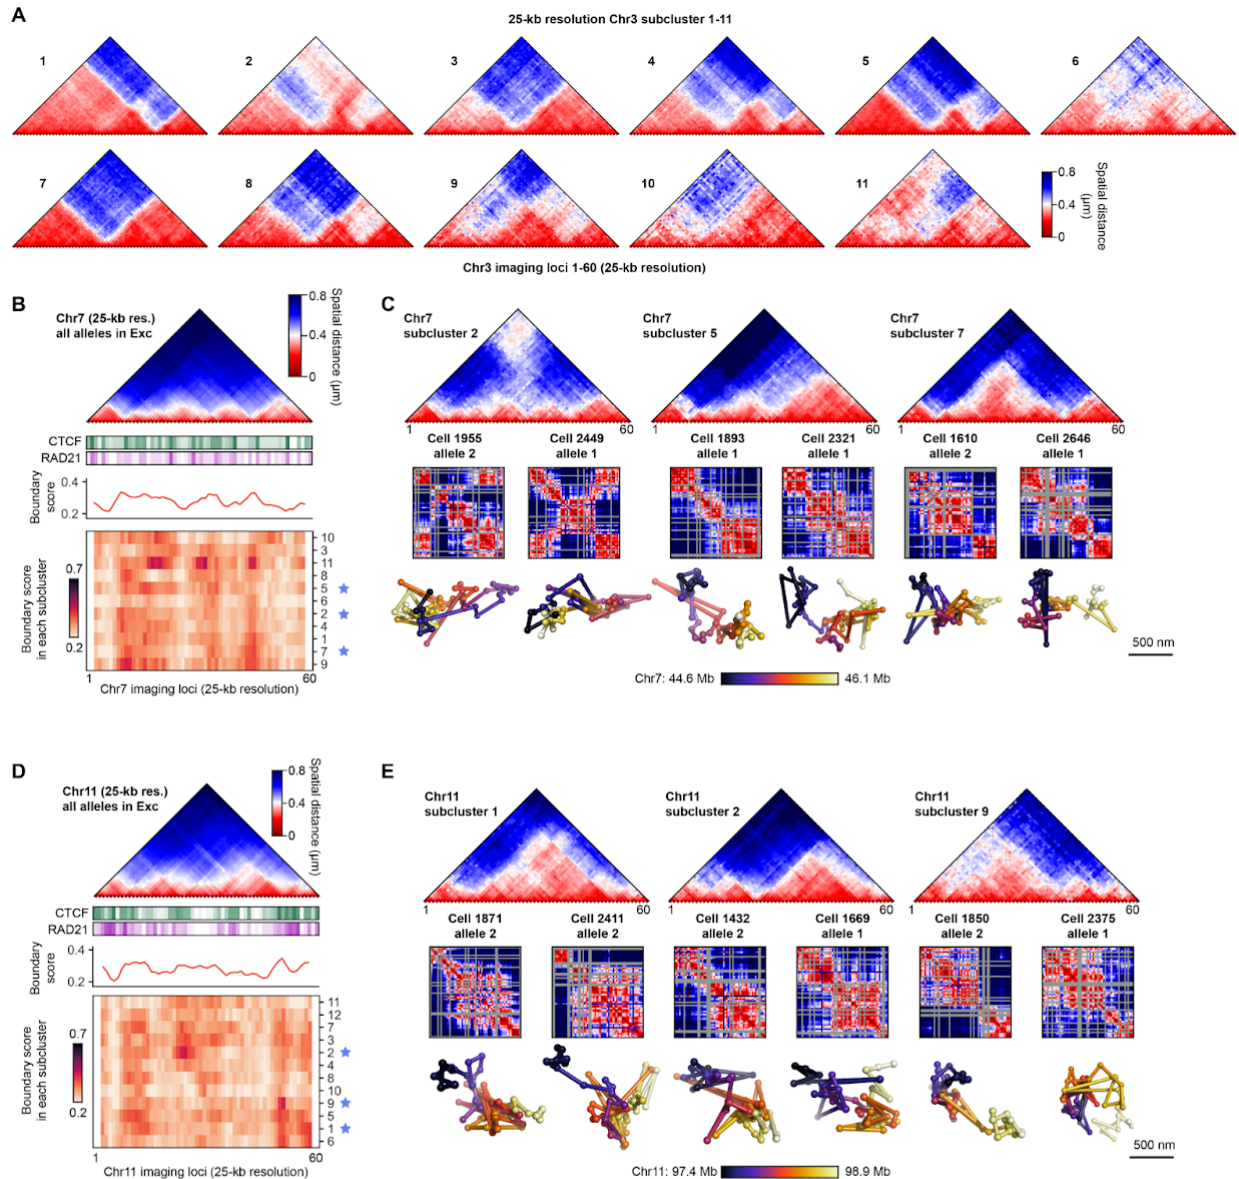 A
25-kb resolution Chr3 subcluster 1-11
1
2
3
4
5
6
7
8
9
10
11
0.8
0.4
0
Spatial distance
(μm)
Chr3 imaging loci 1-60 (25-kb resolution)
B
Chr7 (25-kb res.)
all alleles in Exc
0.8
0.4
0
Spatial distance (μm)
CTCF
RAD21
Boundary
score
0.4
0.2
Boundary score
in each subcluster
0.7
0.2
10
3
11
8
5
6
2
4
1
7
9
1
60
Chr7 imaging loci (25-kb resolution)
C
Chr7
subcluster 2
Chr7
subcluster 5
Chr7
subcluster 7
1
60
1
60
1
60
Cell 1955
allele 2
Cell 2449
allele 1
Cell 1893
allele 1
Cell 2321
allele 1
Cell 1610
allele 2
Cell 2646
allele 1
500 nm
Chr7: 44.6 Mb
46.1 Mb
D
Chr11 (25-kb res.)
all alleles in Exc
0.8
0.4
0
Spatial distance (μm)
CTCF
RAD21
Boundary
score
0.4
0.2
Boundary score
in each subcluster
0.7
0.2
11
12
7
3
2
4
8
10
9
5
1
6
1
60
Chr11 imaging loci (25-kb resolution)
E
Chr11
subcluster 1
Chr11
subcluster 2
Chr11
subcluster 9
1
60
1
60
1
60
Cell 1871
allele 2
Cell 2411
allele 2
Cell 1432
allele 2
Cell 1669
allele 1
Cell 1850
allele 2
Cell 2375
allele 1
500 nm
Chr11: 97.4 Mb
98.9 Mb